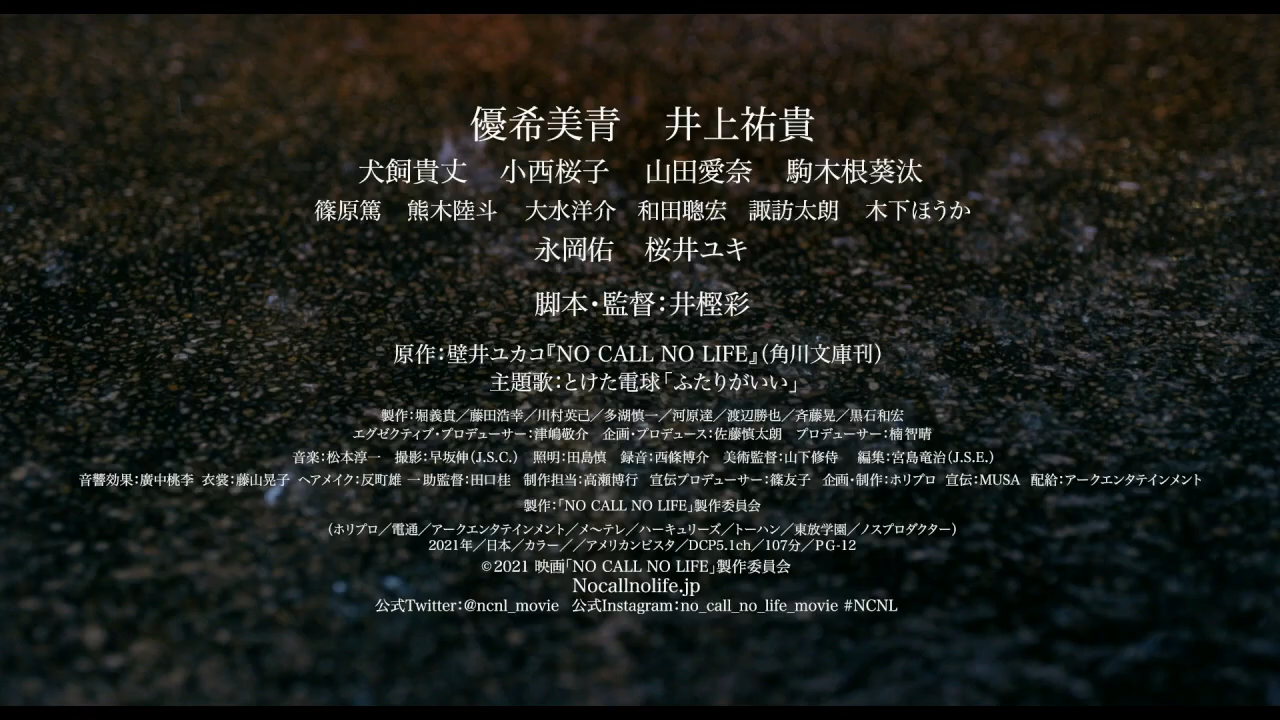 優希美青　井上祐貴
犬飼貴丈　小西桜子　山田愛奈　駒木根葵汰
篠原篤　熊木陸斗　大水洋介　和田聰宏　諏訪太朗　木下ほうか
永岡佑　桜井ユキ
脚本・監督：井樫彩
原作：壁井ユカコ『NO CALL NO LIFE』（角川文庫刊）
主題歌：とけた電球「ふたりがいい」
製作：堀義貴／藤田浩幸／川村英己／多湖慎一／河原達／渡辺勝也／斉藤晃／黒石和宏
エグゼクティブ・プロデューサー：津嶋敬介　企画・プロデュース：佐藤慎太朗　プロデューサー：楠智晴
音楽：松本淳一　撮影：早坂伸（J.S.C.）　照明：田島慎　録音：西條博介　美術監督：山下修侍　編集：宮島竜治（J.S.E.）
音響効果：廣中桃李 衣裳：藤山晃子 ヘアメイク：反町雄一 助監督：田口桂　制作担当：高瀬博行　宣伝プロデューサー：篠友子　企画・制作：ホリプロ　宣伝：MUSA　配給：アークエンタテインメント
製作：「NO CALL NO LIFE」製作委員会
（ホリプロ／電通／アークエンタテインメント／メ〜テレ／ハーキュリーズ／トーハン／東放学園／ノスプロダクター）
2021年／日本／カラー／／アメリカンビスタ／DCP5.1ch／107分／PG-12
©2021 映画「NO CALL NO LIFE」製作委員会
Nocallnolife.jp
公式Twitter：@ncnl_movie　公式Instagram：no_call_no_life_movie #NCNL